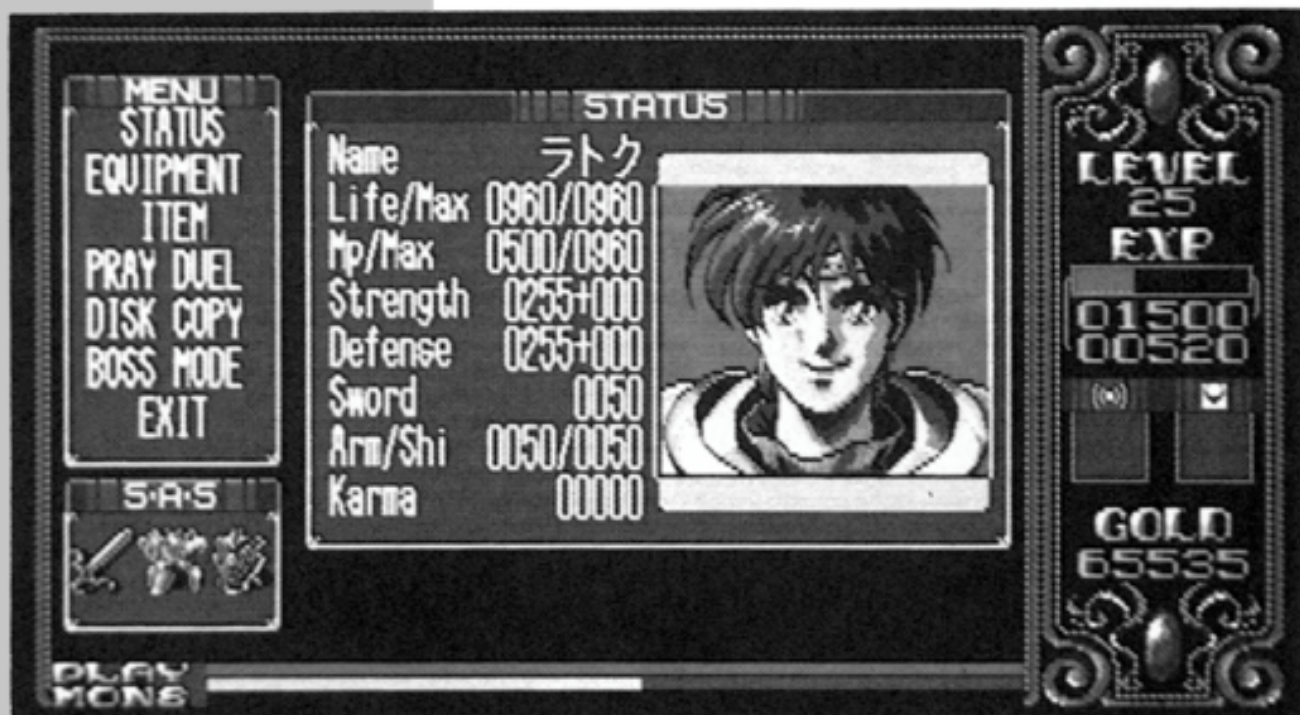 MENU
STATUS
EQUIPMENT
ITEM
PRAY DUEL
DISK COPY
BOSS MODE
EXIT
S·A·S
STATUS
Name ラトク
Life/Max 0960/0960
Mp/Max 0500/0960
Strength 0255+000
Defense 0255+000
Sword 0050
Arm/Shi 0050/0050
Karma 00000
LEVEL
25
EXP
01500
00520
GOLD
65535
PLAY
MONS